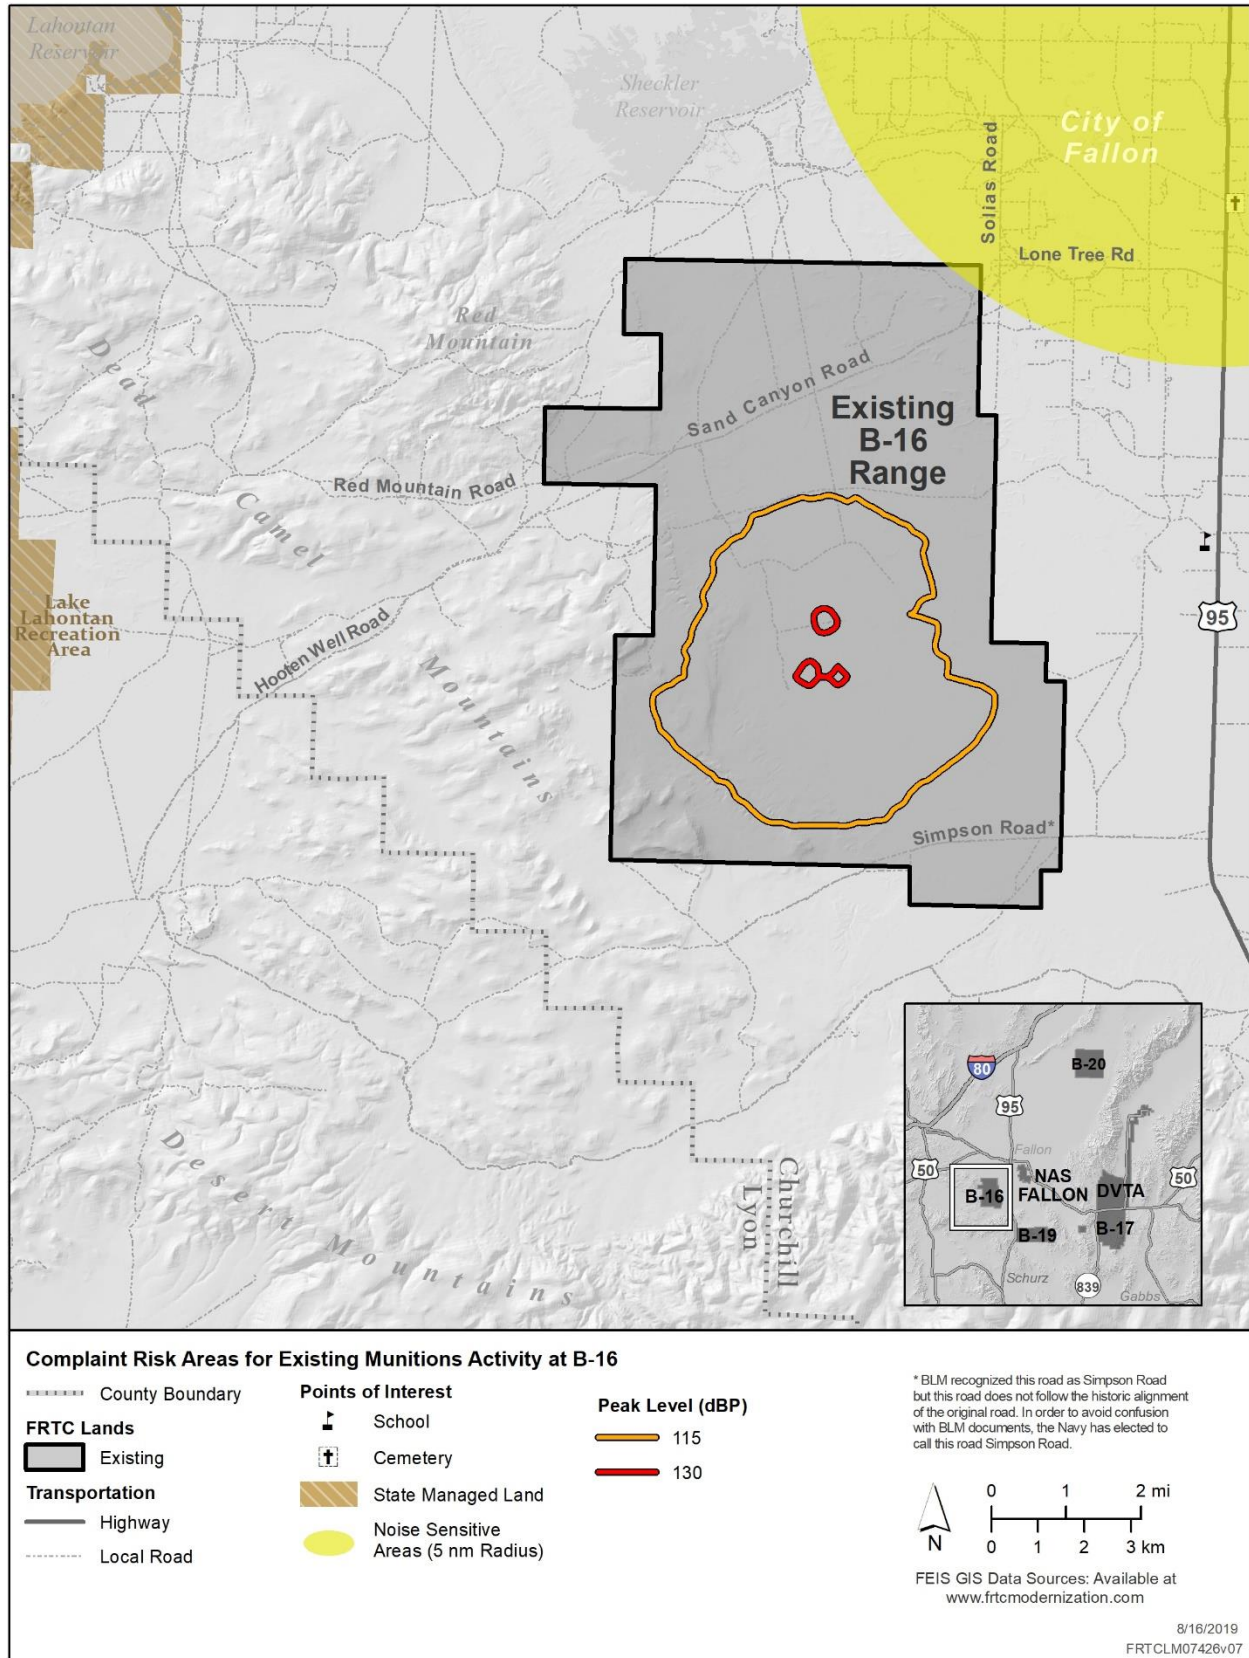 Lahontan
Reservoir
Sheckler
Reservoir
City of
Fallon
Solias Road
Lone Tree Rd
Red
Mountain
Dead
Camel
Mountains
Sand Canyon Road
Existing
B-16
Range
Red Mountain Road
Lake
Lahontan
Recreation
Area
Hooten Well Road
95
Simpson Road*
Desert
Mountains
Churchill
Lyon
80
B-20
95
Fallon
50
NAS
FALLON
DVTA
50
B-16
B-19
B-17
Schurz
839
Gabbs
Complaint Risk Areas for Existing Munitions Activity at B-16
County Boundary
FRTC Lands
Existing
Transportation
Highway
Local Road
Points of Interest
School
Cemetery
State Managed Land
Noise Sensitive
Areas (5 nm Radius)
Peak Level (dBP)
115
130
* BLM recognized this road as Simpson Road
but this road does not follow the historic alignment
of the original road. In order to avoid confusion
with BLM documents, the Navy has elected to
call this road Simpson Road.
N
0 1 2 mi
0 1 2 3 km
FEIS GIS Data Sources: Available at
www.frtcmodernization.com
8/16/2019
FRTCLM07426v07